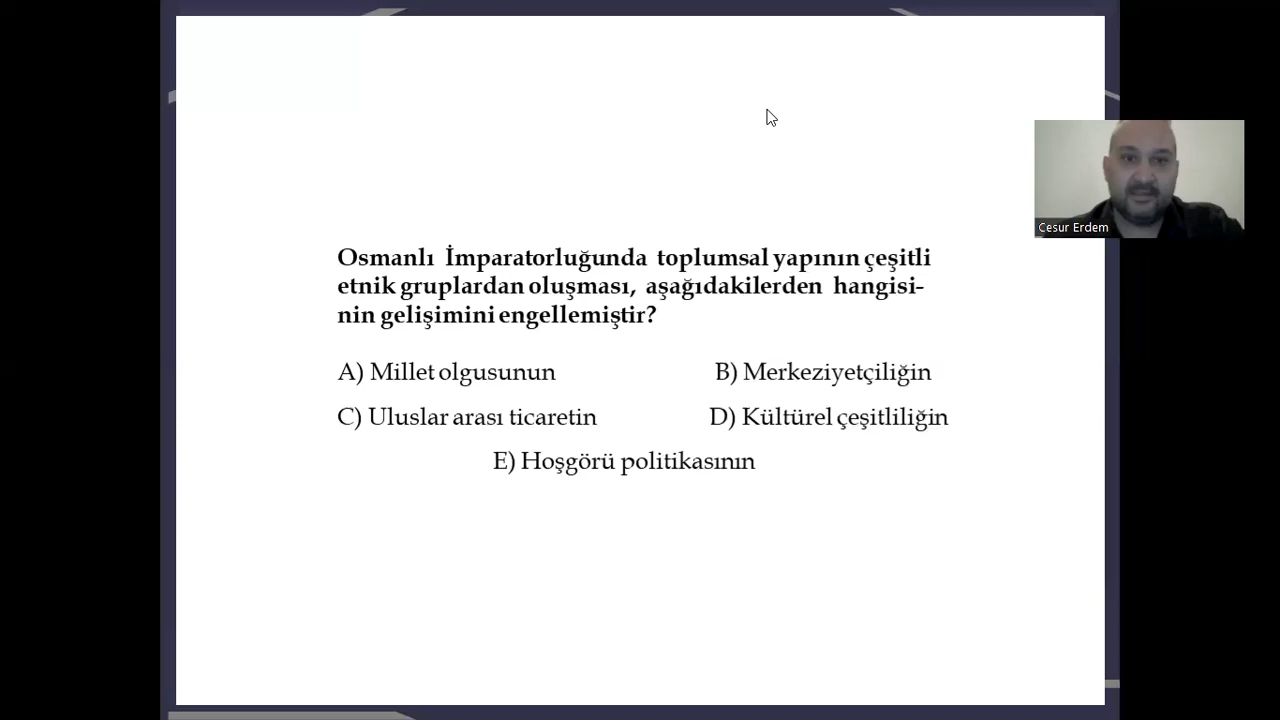 Osmanlı İmparatorluğunda toplumsal yapının çeşitli
etnik gruplardan oluşması, aşağıdakilerden hangisi-
nin gelişimini engellemiştir?
A) Millet olgusunun B) Merkeziyetçiliğin
C) Uluslar arası ticaretin D) Kültürel çeşitliliğin
E) Hoşgörü politikasının
Cesur Erdem